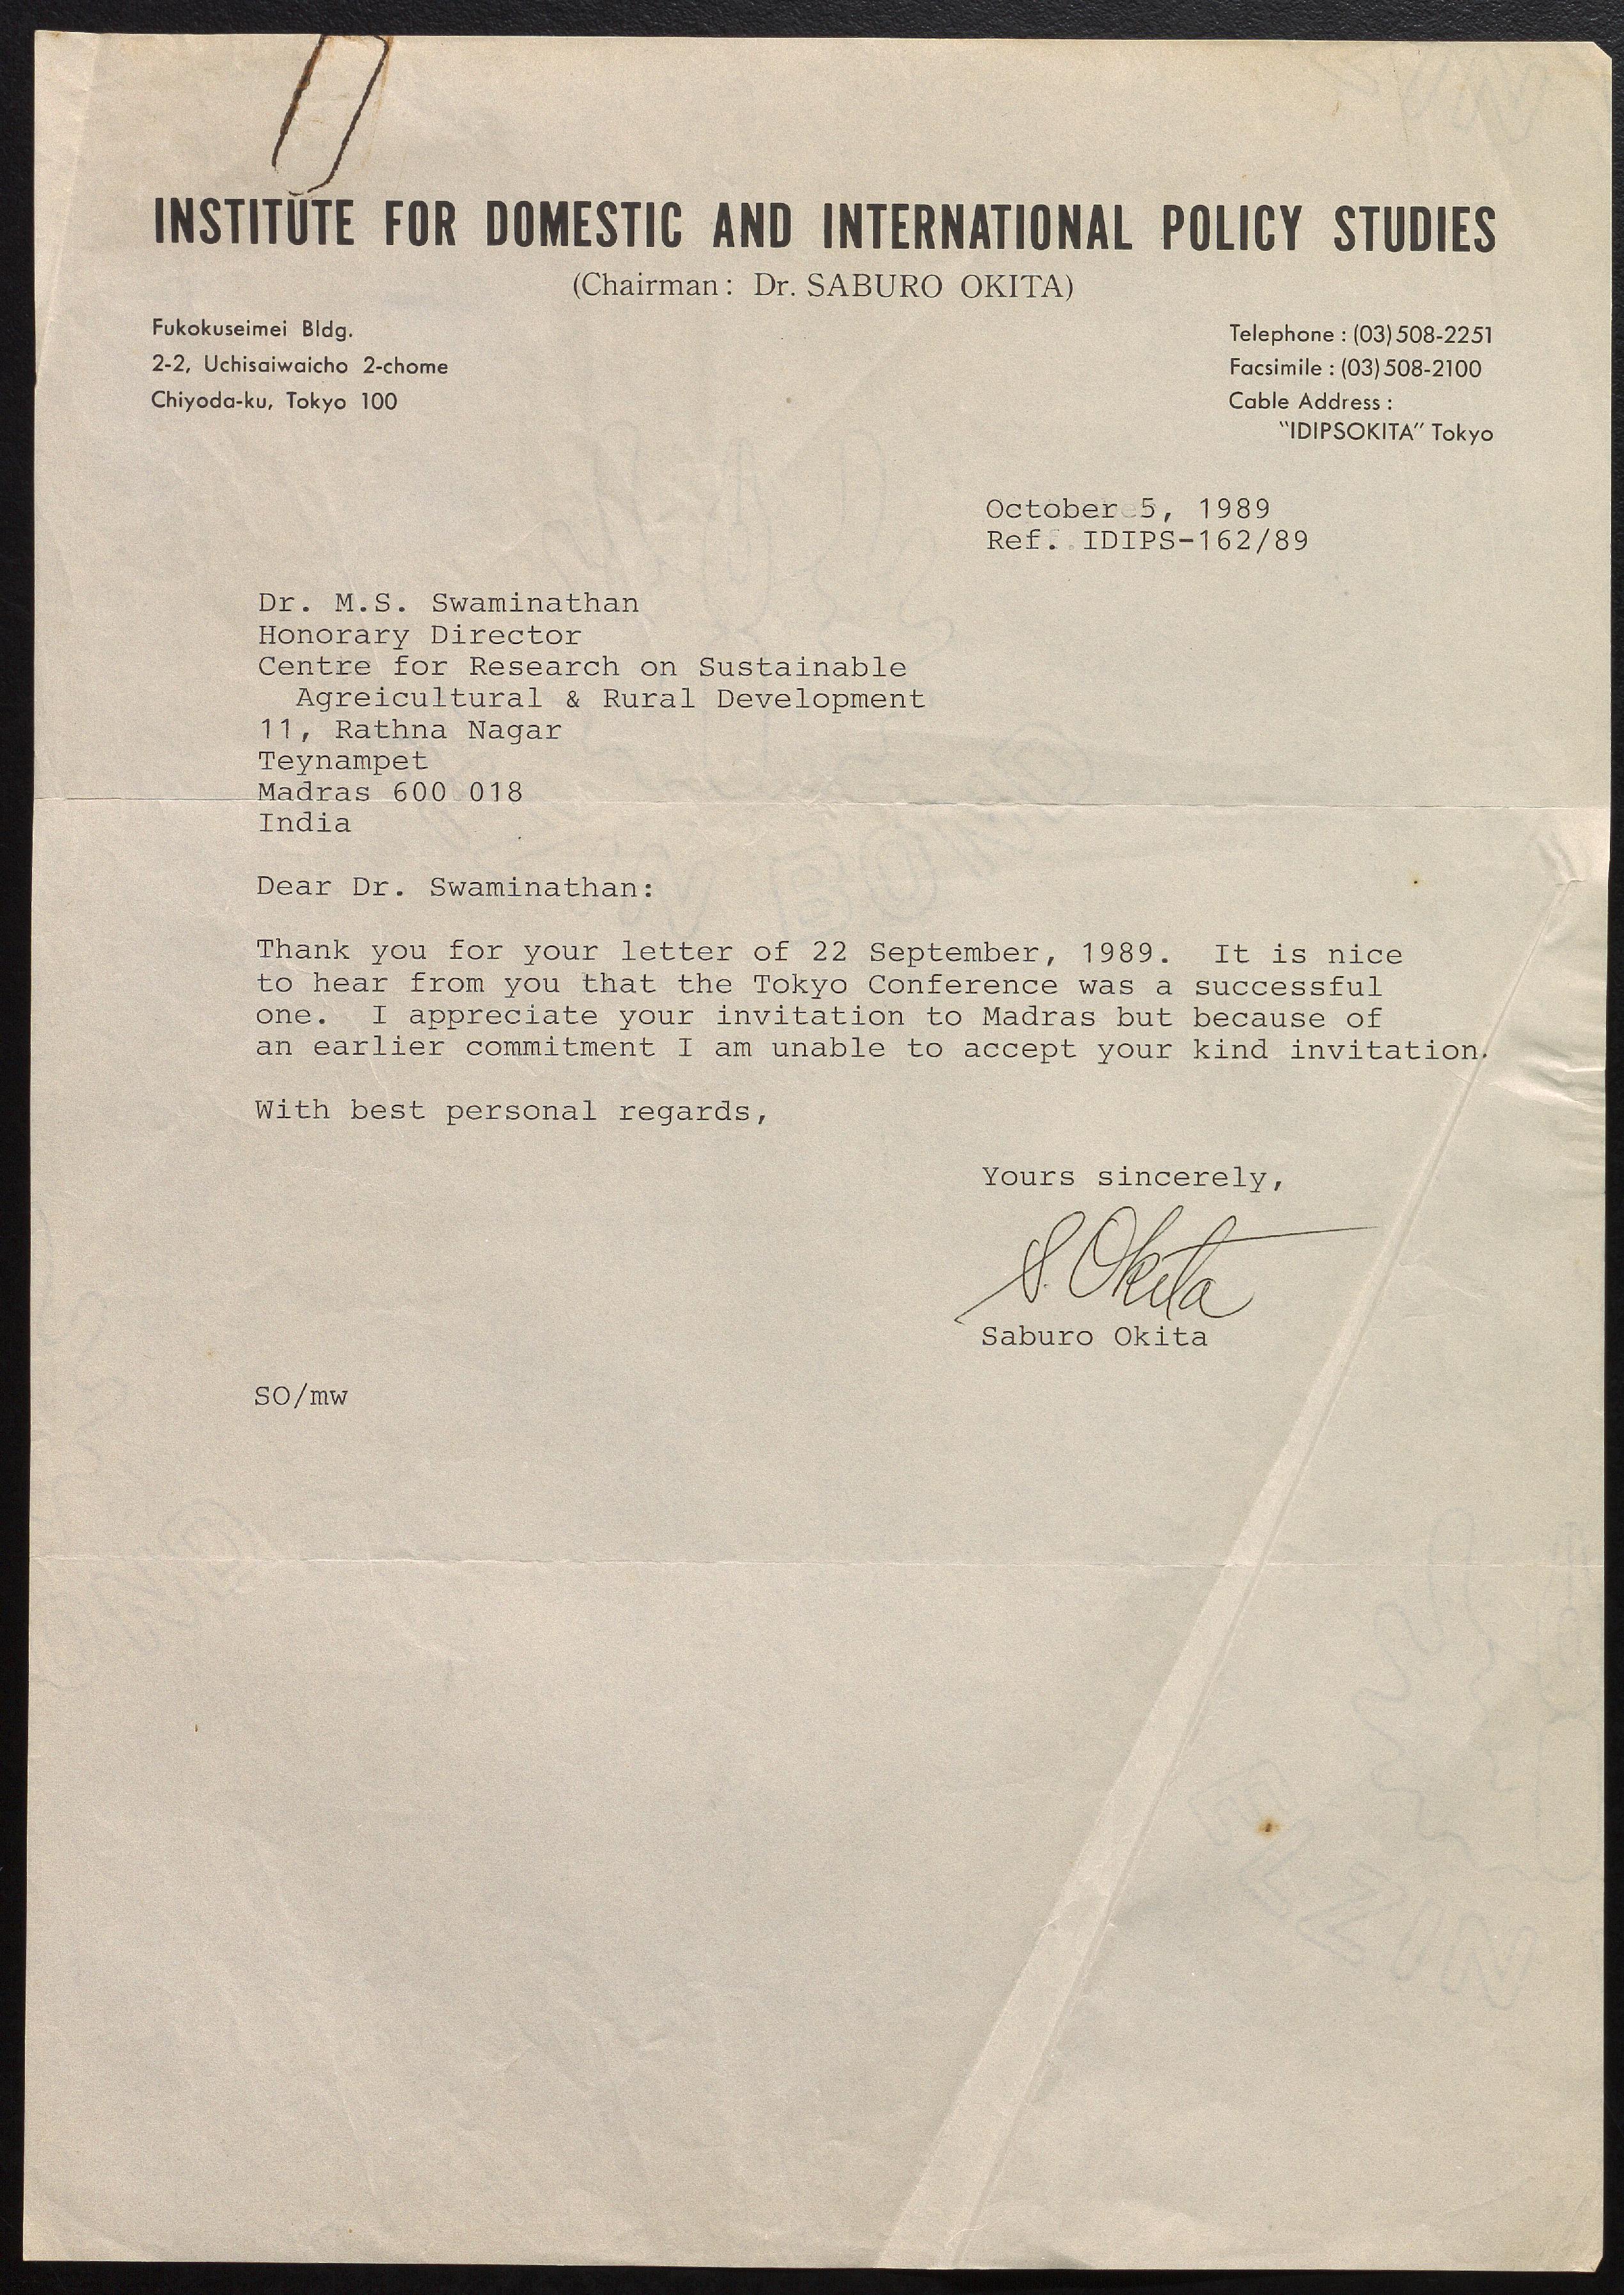 INSTITUTE FOR DOMESTIC AND INTERNATIONAL POLICY STUDIES
(Chairman: Dr. SABURO OKITA)
Fukokuseimei Bldg.
2-2, Uchisaiwaicho 2-chome
Chiyoda-ku, Tokyo 100
Telephone : (03) 508-2251
Facsimile : (03) 508-2100
Cable Address :
"IDIPSOKITA" Tokyo
October 5, 1989
Ref. IDIPS-162/89
Dr. M.S. Swaminathan
Honorary Director
Centre for Research on Sustainable
Agreicultural & Rural Development
11, Rathna Nagar
Teynampet
Madras 600 018
India
Dear Dr. Swaminathan:
Thank you for your letter of 22 September, 1989. It is nice
to hear from you that the Tokyo Conference was a successful
one. I appreciate your invitation to Madras but because of
an earlier commitment I am unable to accept your kind invitation.
With best personal regards,
Yours sincerely,
S. Okita
Saburo Okita
SO/mw